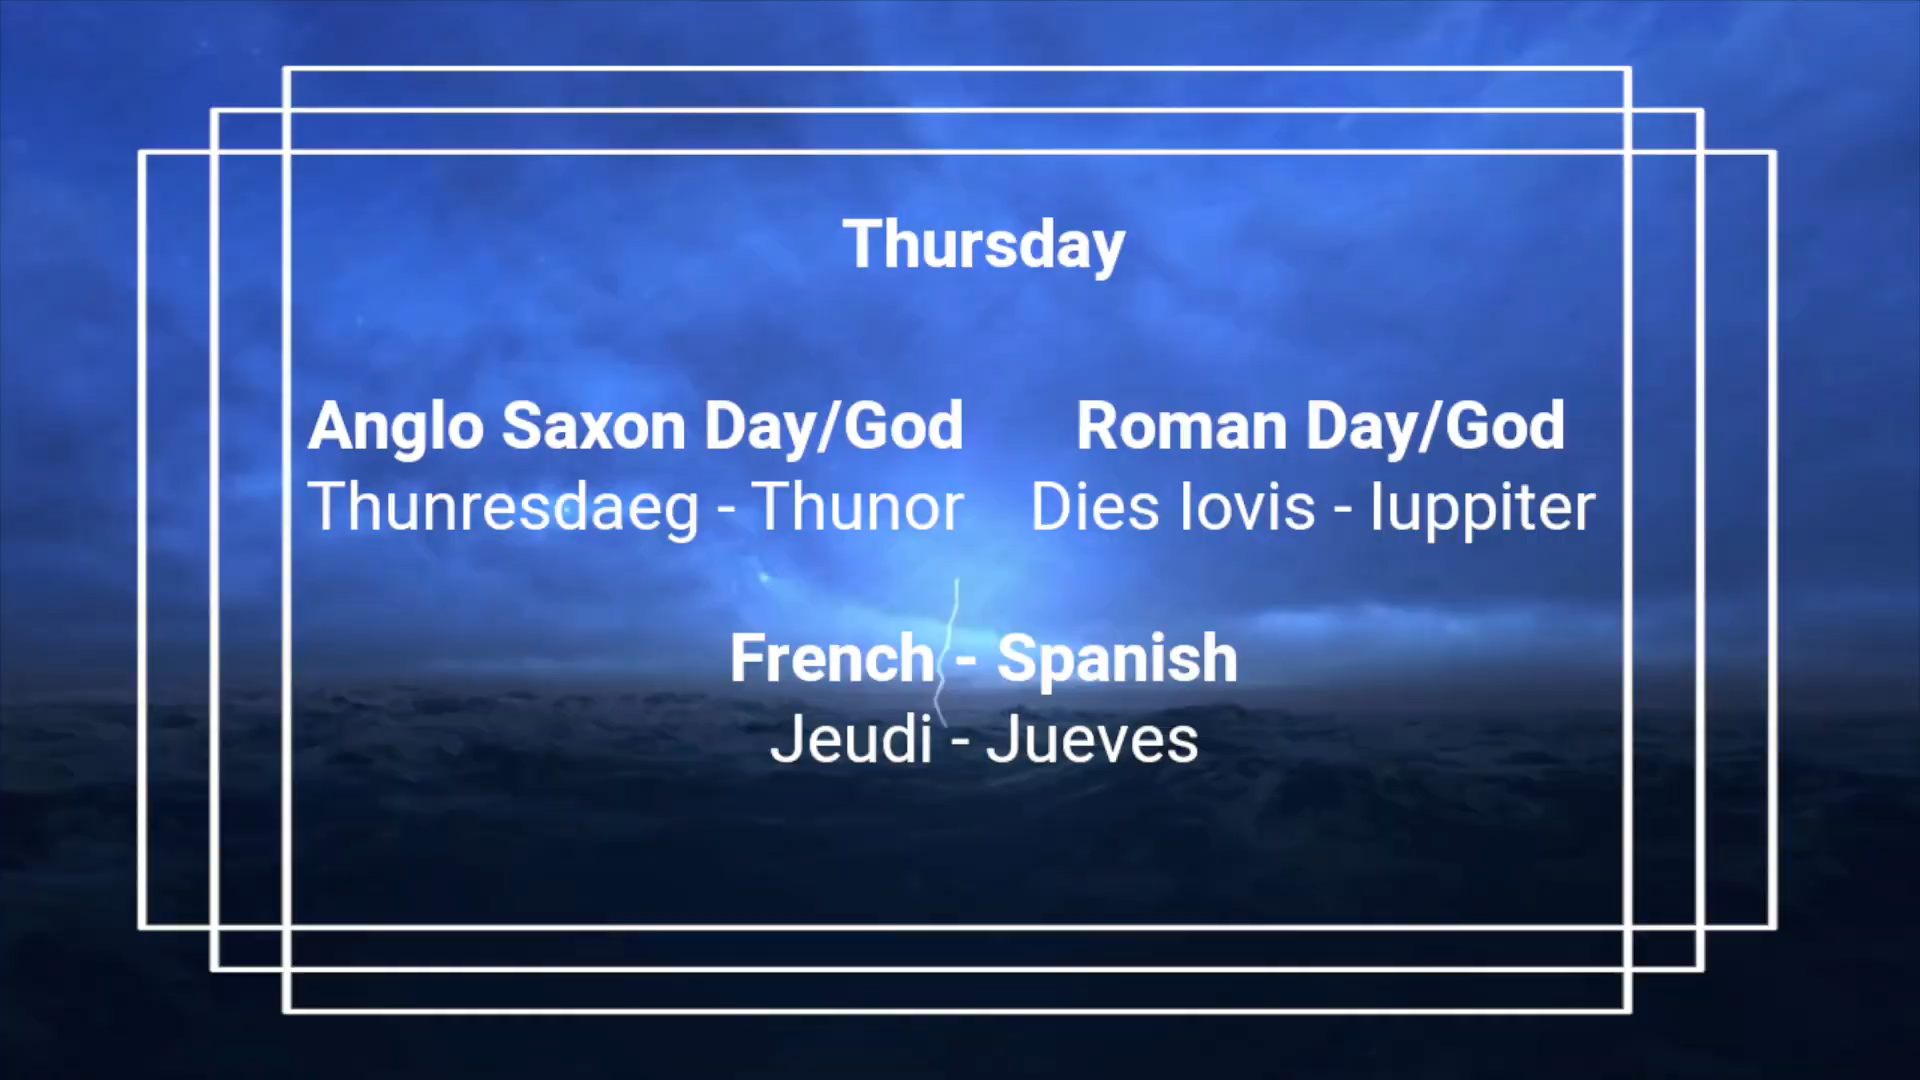 Thursday
Anglo Saxon Day/God
Thunresdaeg - Thunor
Roman Day/God
Dies Iovis - Iuppiter
French - Spanish
Jeudi - Jueves